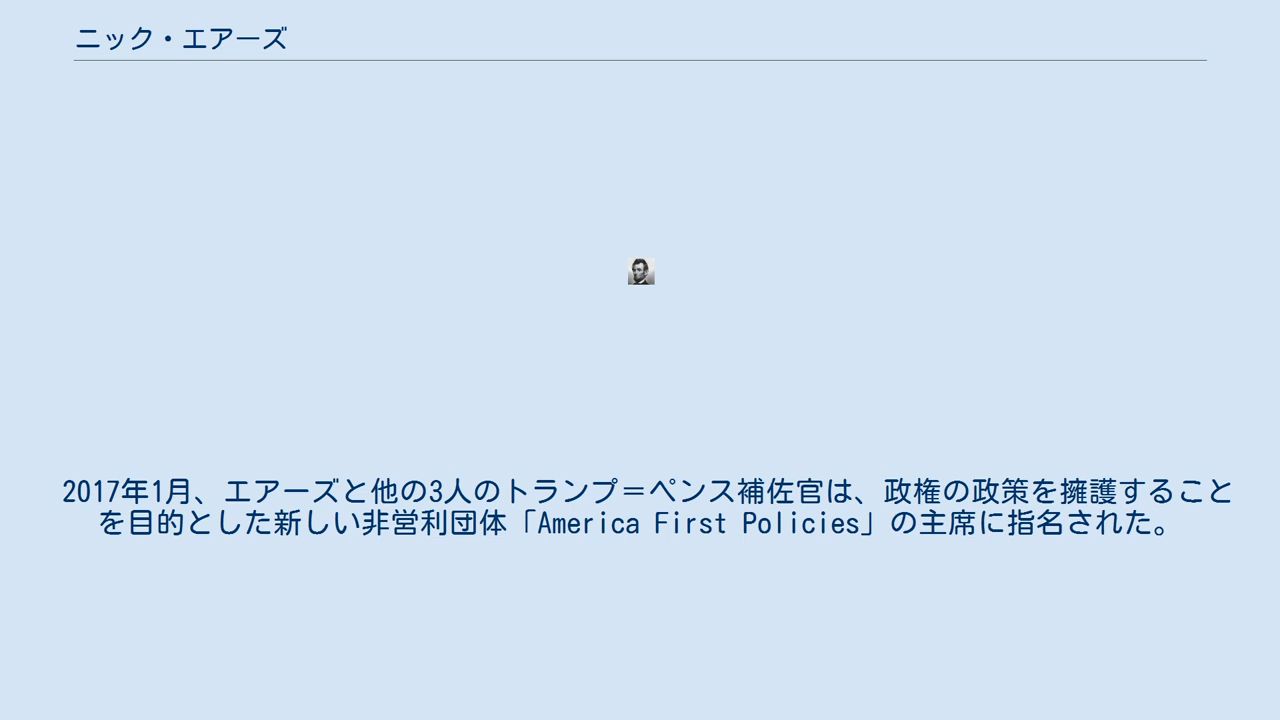 ニック・エアーズ
2017年1月、エアーズと他の3人のトランプ＝ペンス補佐官は、政権の政策を擁護すること
を目的とした新しい非営利団体「America First Policies」の主席に指名された。